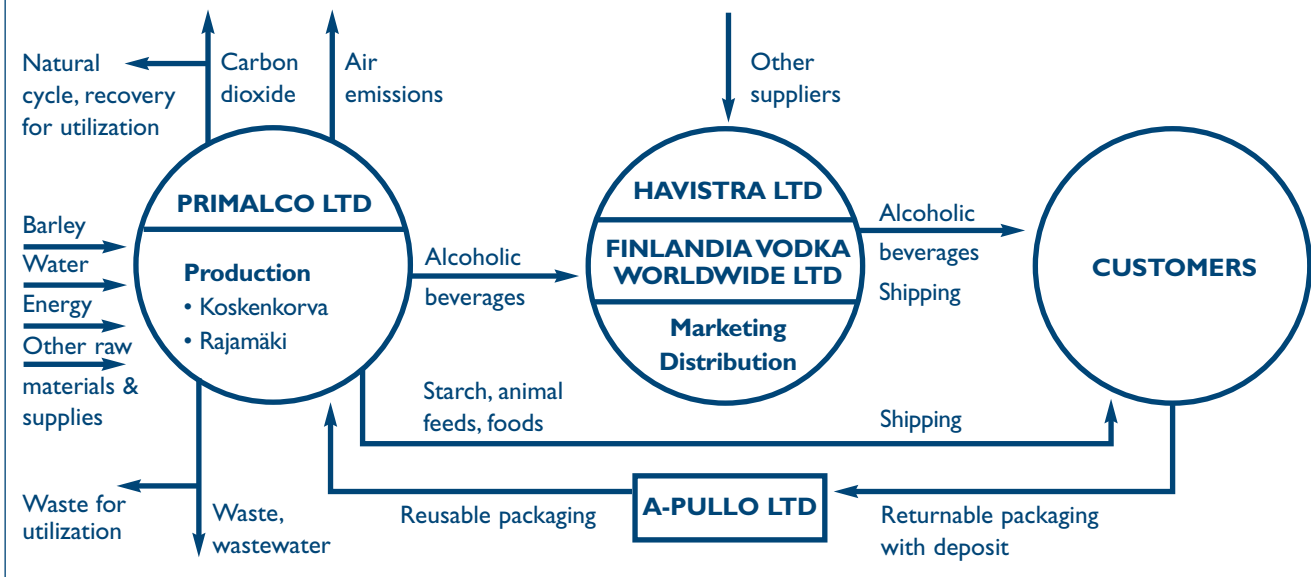 Natural
cycle, recovery
for utilization
Carbon
dioxide
Air
emissions
Other
suppliers
PRIMALCO LTD
Production
• Koskenkorva
• Rajamäki
Barley
Water
Energy
Other raw
materials &
supplies
Waste for
utilization
Waste,
wastewater
Alcoholic
beverages
HAVISTRA LTD
FINLANDIA VODKA
WORLDWIDE LTD
Marketing
Distribution
Alcoholic
beverages
Shipping
CUSTOMERS
Starch, animal
feeds, foods
Shipping
Reusable packaging
A-PULLO LTD
Returnable packaging
with deposit